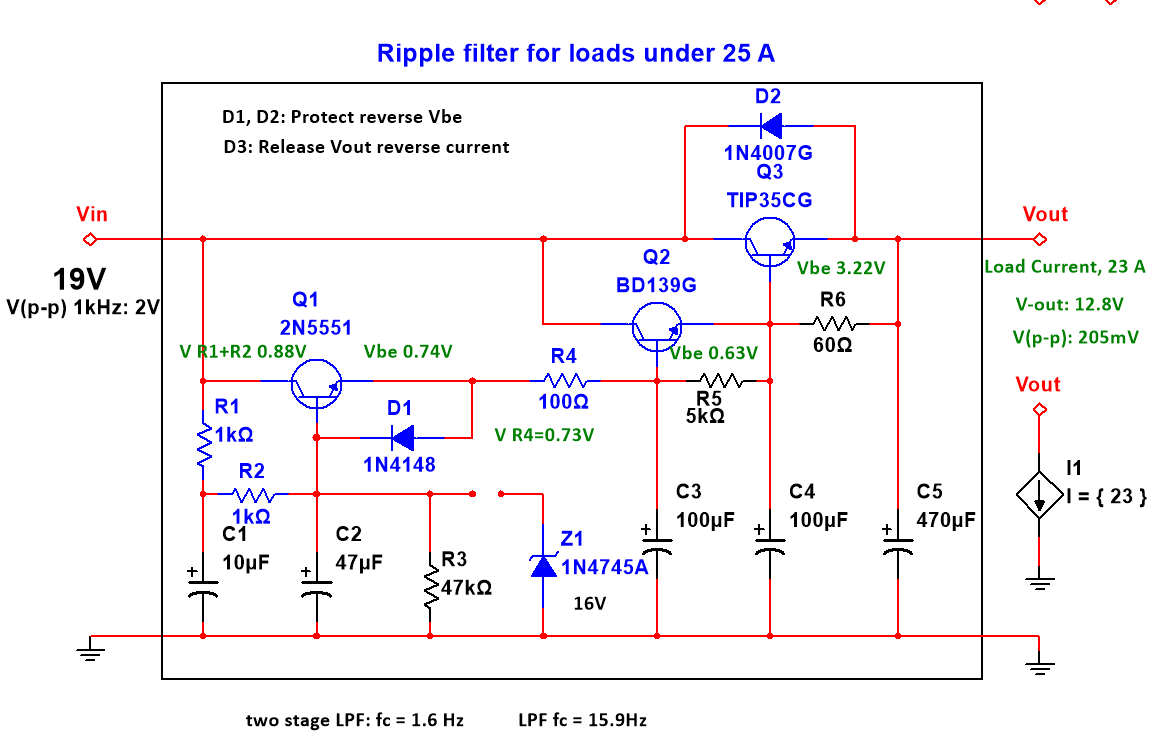 Ripple filter for loads under 25 A
D1, D2: Protect reverse Vbe
D3: Release Vout reverse current
D2
1N4007G
Q3
TIP35CG
Vin
Vout
19V
V(p-p) 1kHz: 2V
Q2
BD139G
Vbe 3.22V
Load Current, 23 A
V-out: 12.8V
V(p-p): 205mV
Q1
2N5551
R6
60Ω
V R1+R2 0.88V
Vbe 0.74V
R4
100Ω
Vbe 0.63V
R5
5kΩ
Vout
R1
1kΩ
D1
1N4148
V R4=0.73V
R2
1kΩ
C1
10µF
C2
47µF
R3
47kΩ
Z1
1N4745A
16V
C3
100µF
C4
100µF
C5
470µF
I1
I = { 23 }
two stage LPF: fc = 1.6 Hz
LPF fc = 15.9Hz